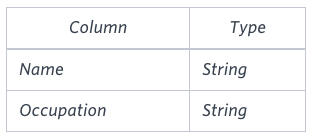 Column Type
Name String
Occupation String